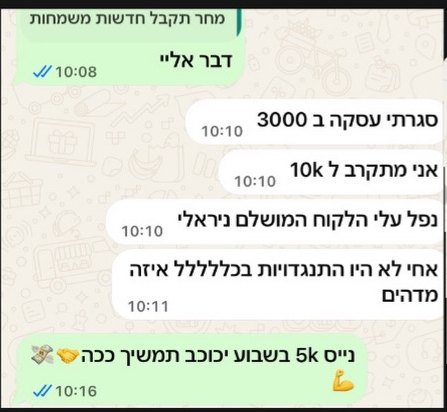 מחר תקבל חדשות משמחות
דבר אליי
10:08
סגרתי עסקה ב 3000
10:10
אני מתקרב ל 10k
10:10
נפל עלי הלקוח המושלם ניראלי
10:10
אחי לא היו התנגדויות בכללללל איזה
מדהים
10:11
נייס 5k בשבוע יכוכב תמשיך ככה🤝💸
💪
10:16